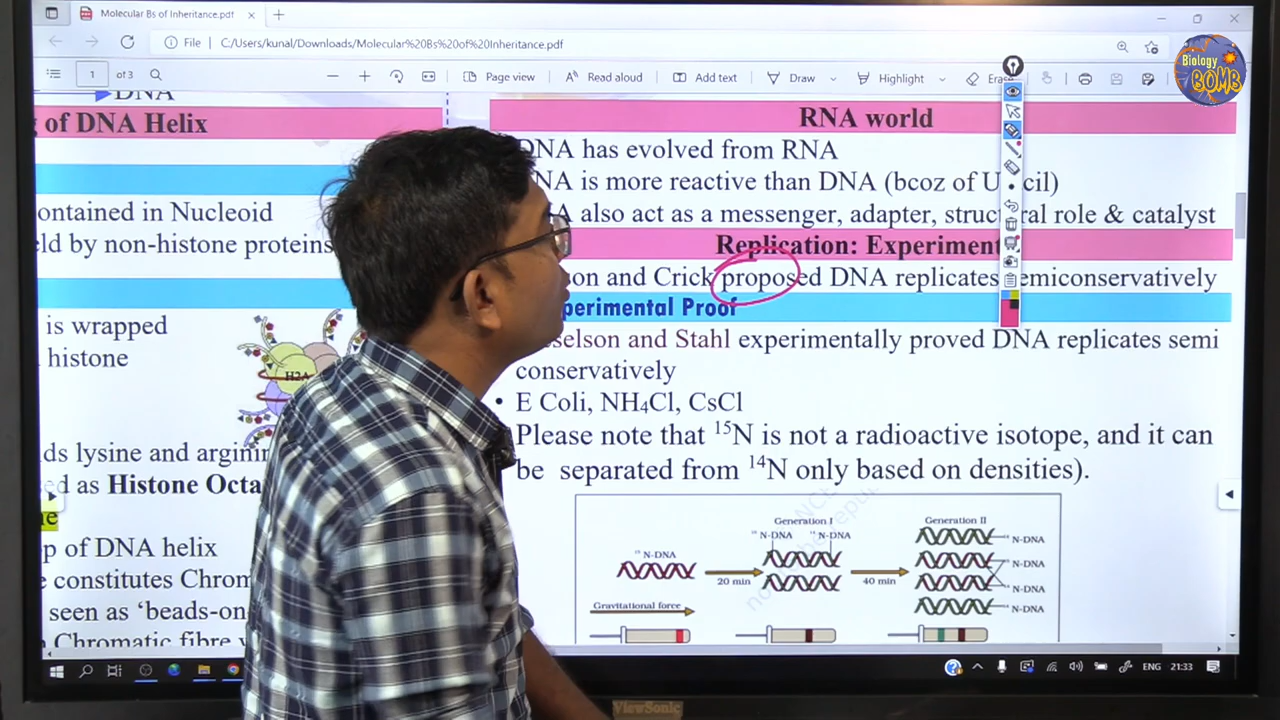 Molecular Bs of Inheritance.pdf
File
C:/Users/kunal/Downloads/Molecular%20Bs%20of%20Inheritance.pdf
Biology
BOMB
1 of 3
Page view
Read aloud
Add text
Draw
Highlight
Erase
DNA
of DNA Helix
ontained in Nucleoid
eld by non-histone proteins
is wrapped
histone
H2A
ds lysine and argini
ed as Histone Octa
p of DNA helix
constitutes Chrom
seen as ‘beads-on
Chromatic fibre
RNA world
DNA has evolved from RNA
NA is more reactive than DNA (bcoz of U cil)
A also act as a messenger, adapter, struct ral role & catalyst
Replication: Experiment
son and Crick proposed DNA replicates semiconservatively
perimental Proof
selson and Stahl experimentally proved DNA replicates semi
conservatively
• E Coli, NH₄Cl, CsCl
Please note that ¹⁵N is not a radioactive isotope, and it can
be separated from ¹⁴N only based on densities).
Generation I
Generation II
N-DNA
N-DNA
¹⁵N-DNA
20 min
40 min
N-DNA
N-DNA
N-DNA
N-DNA
Gravitational force
ENG
21:33
ViewSonic